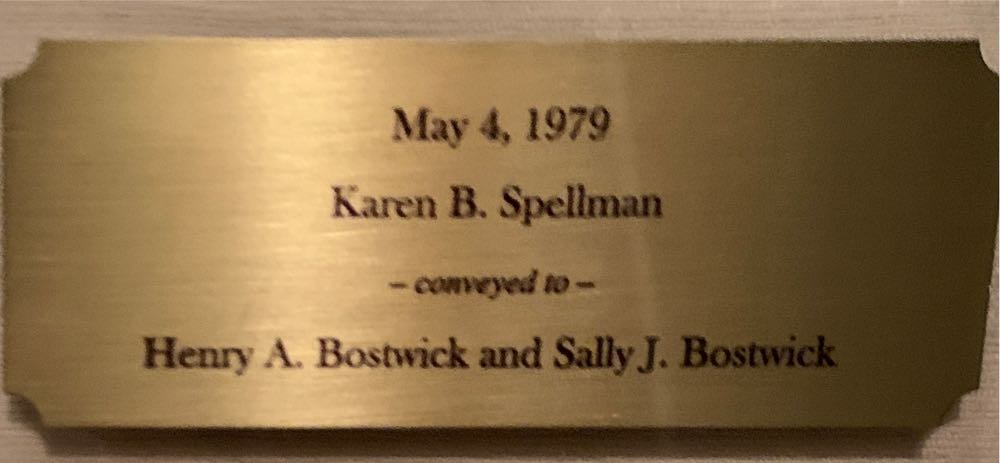 May 4, 1979
Karen B. Spellman
– conveyed to –
Henry A. Bostwick and Sally J. Bostwick